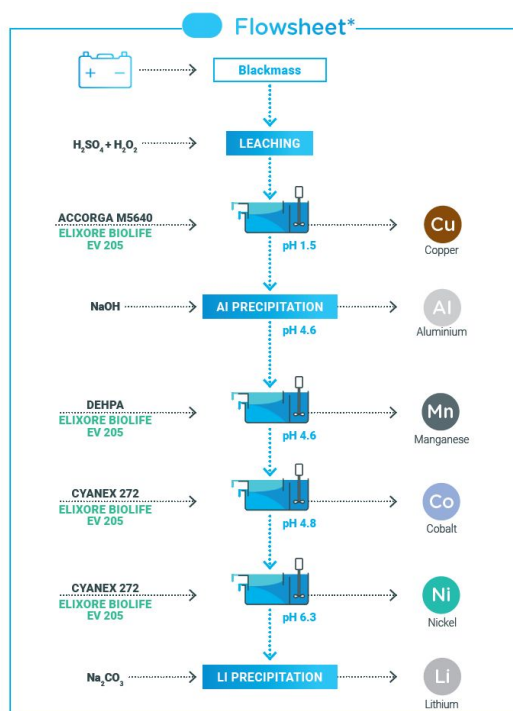 Flowsheet*
+ −
Blackmass
H₂SO₄ + H₂O₂
LEACHING
ACCORGA M5640
ELIXORE BIOLIFE
EV 205
pH 1.5
Cu
Copper
NaOH
Al PRECIPITATION
pH 4.6
Al
Aluminium
DEHPA
ELIXORE BIOLIFE
EV 205
pH 4.6
Mn
Manganese
CYANEX 272
ELIXORE BIOLIFE
EV 205
pH 4.8
Co
Cobalt
CYANEX 272
ELIXORE BIOLIFE
EV 205
pH 6.3
Ni
Nickel
Na₂CO₃
LI PRECIPITATION
Li
Lithium